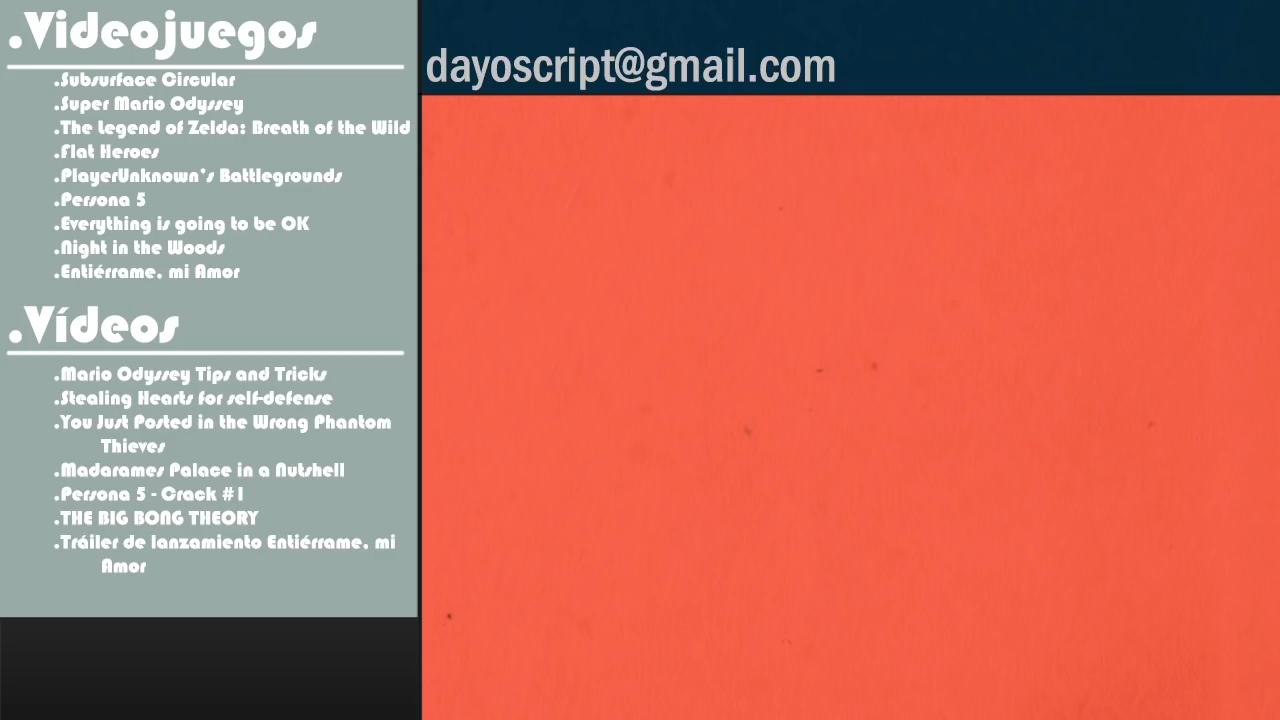 .Videojuegos
.Subsurface Circular
.Super Mario Odyssey
.The Legend of Zelda: Breath of the Wild
.Flat Heroes
.PlayerUnknown's Battlegrounds
.Persona 5
.Everything is going to be OK
.Night in the Woods
.Entiérrame, mi Amor
.Vídeos
.Mario Odyssey Tips and Tricks
.Stealing Hearts for self-defense
.You Just Posted in the Wrong Phantom
Thieves
.Madarames Palace in a Nutshell
.Persona 5 - Crack #1
.THE BIG BONG THEORY
.Tráiler de lanzamiento Entiérrame, mi
Amor
dayoscript@gmail.com